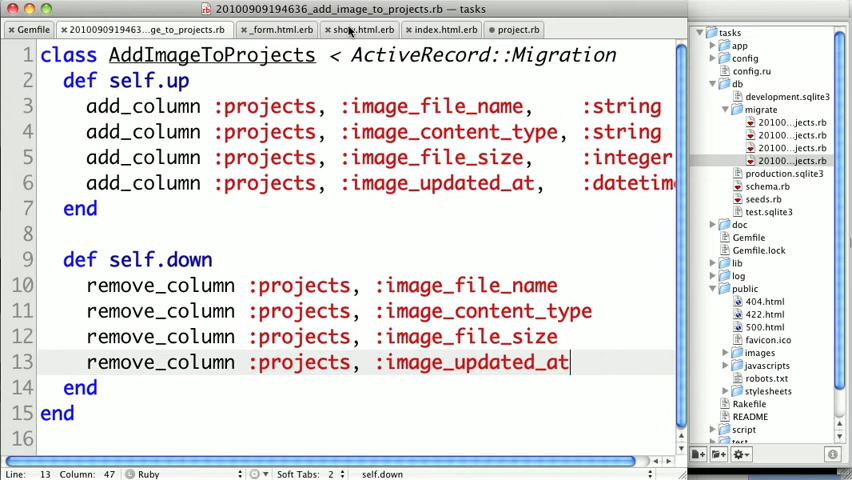 20100909194636_add_image_to_projects.rb — tasks
Gemfile
20100919463...ge_to_projects.rb
_form.html.erb
show.html.erb
index.html.erb
project.rb
1 class AddImageToProjects < ActiveRecord::Migration
2 def self.up
3 add_column :projects, :image_file_name, :string
4 add_column :projects, :image_content_type, :string
5 add_column :projects, :image_file_size, :integer
6 add_column :projects, :image_updated_at, :datetime
7 end
8
9 def self.down
10 remove_column :projects, :image_file_name
11 remove_column :projects, :image_content_type
12 remove_column :projects, :image_file_size
13 remove_column :projects, :image_updated_at
14 end
15 end
16
Line: 13 Column: 47 Ruby Soft Tabs: 2 self.down
tasks
app
config
config.ru
db
development.sqlite3
migrate
20100...jects.rb
20100...jects.rb
20100...jects.rb
20100...jects.rb
production.sqlite3
schema.rb
seeds.rb
test.sqlite3
doc
Gemfile
Gemfile.lock
lib
log
public
404.html
422.html
500.html
favicon.ico
images
javascripts
robots.txt
stylesheets
Rakefile
README
script
test